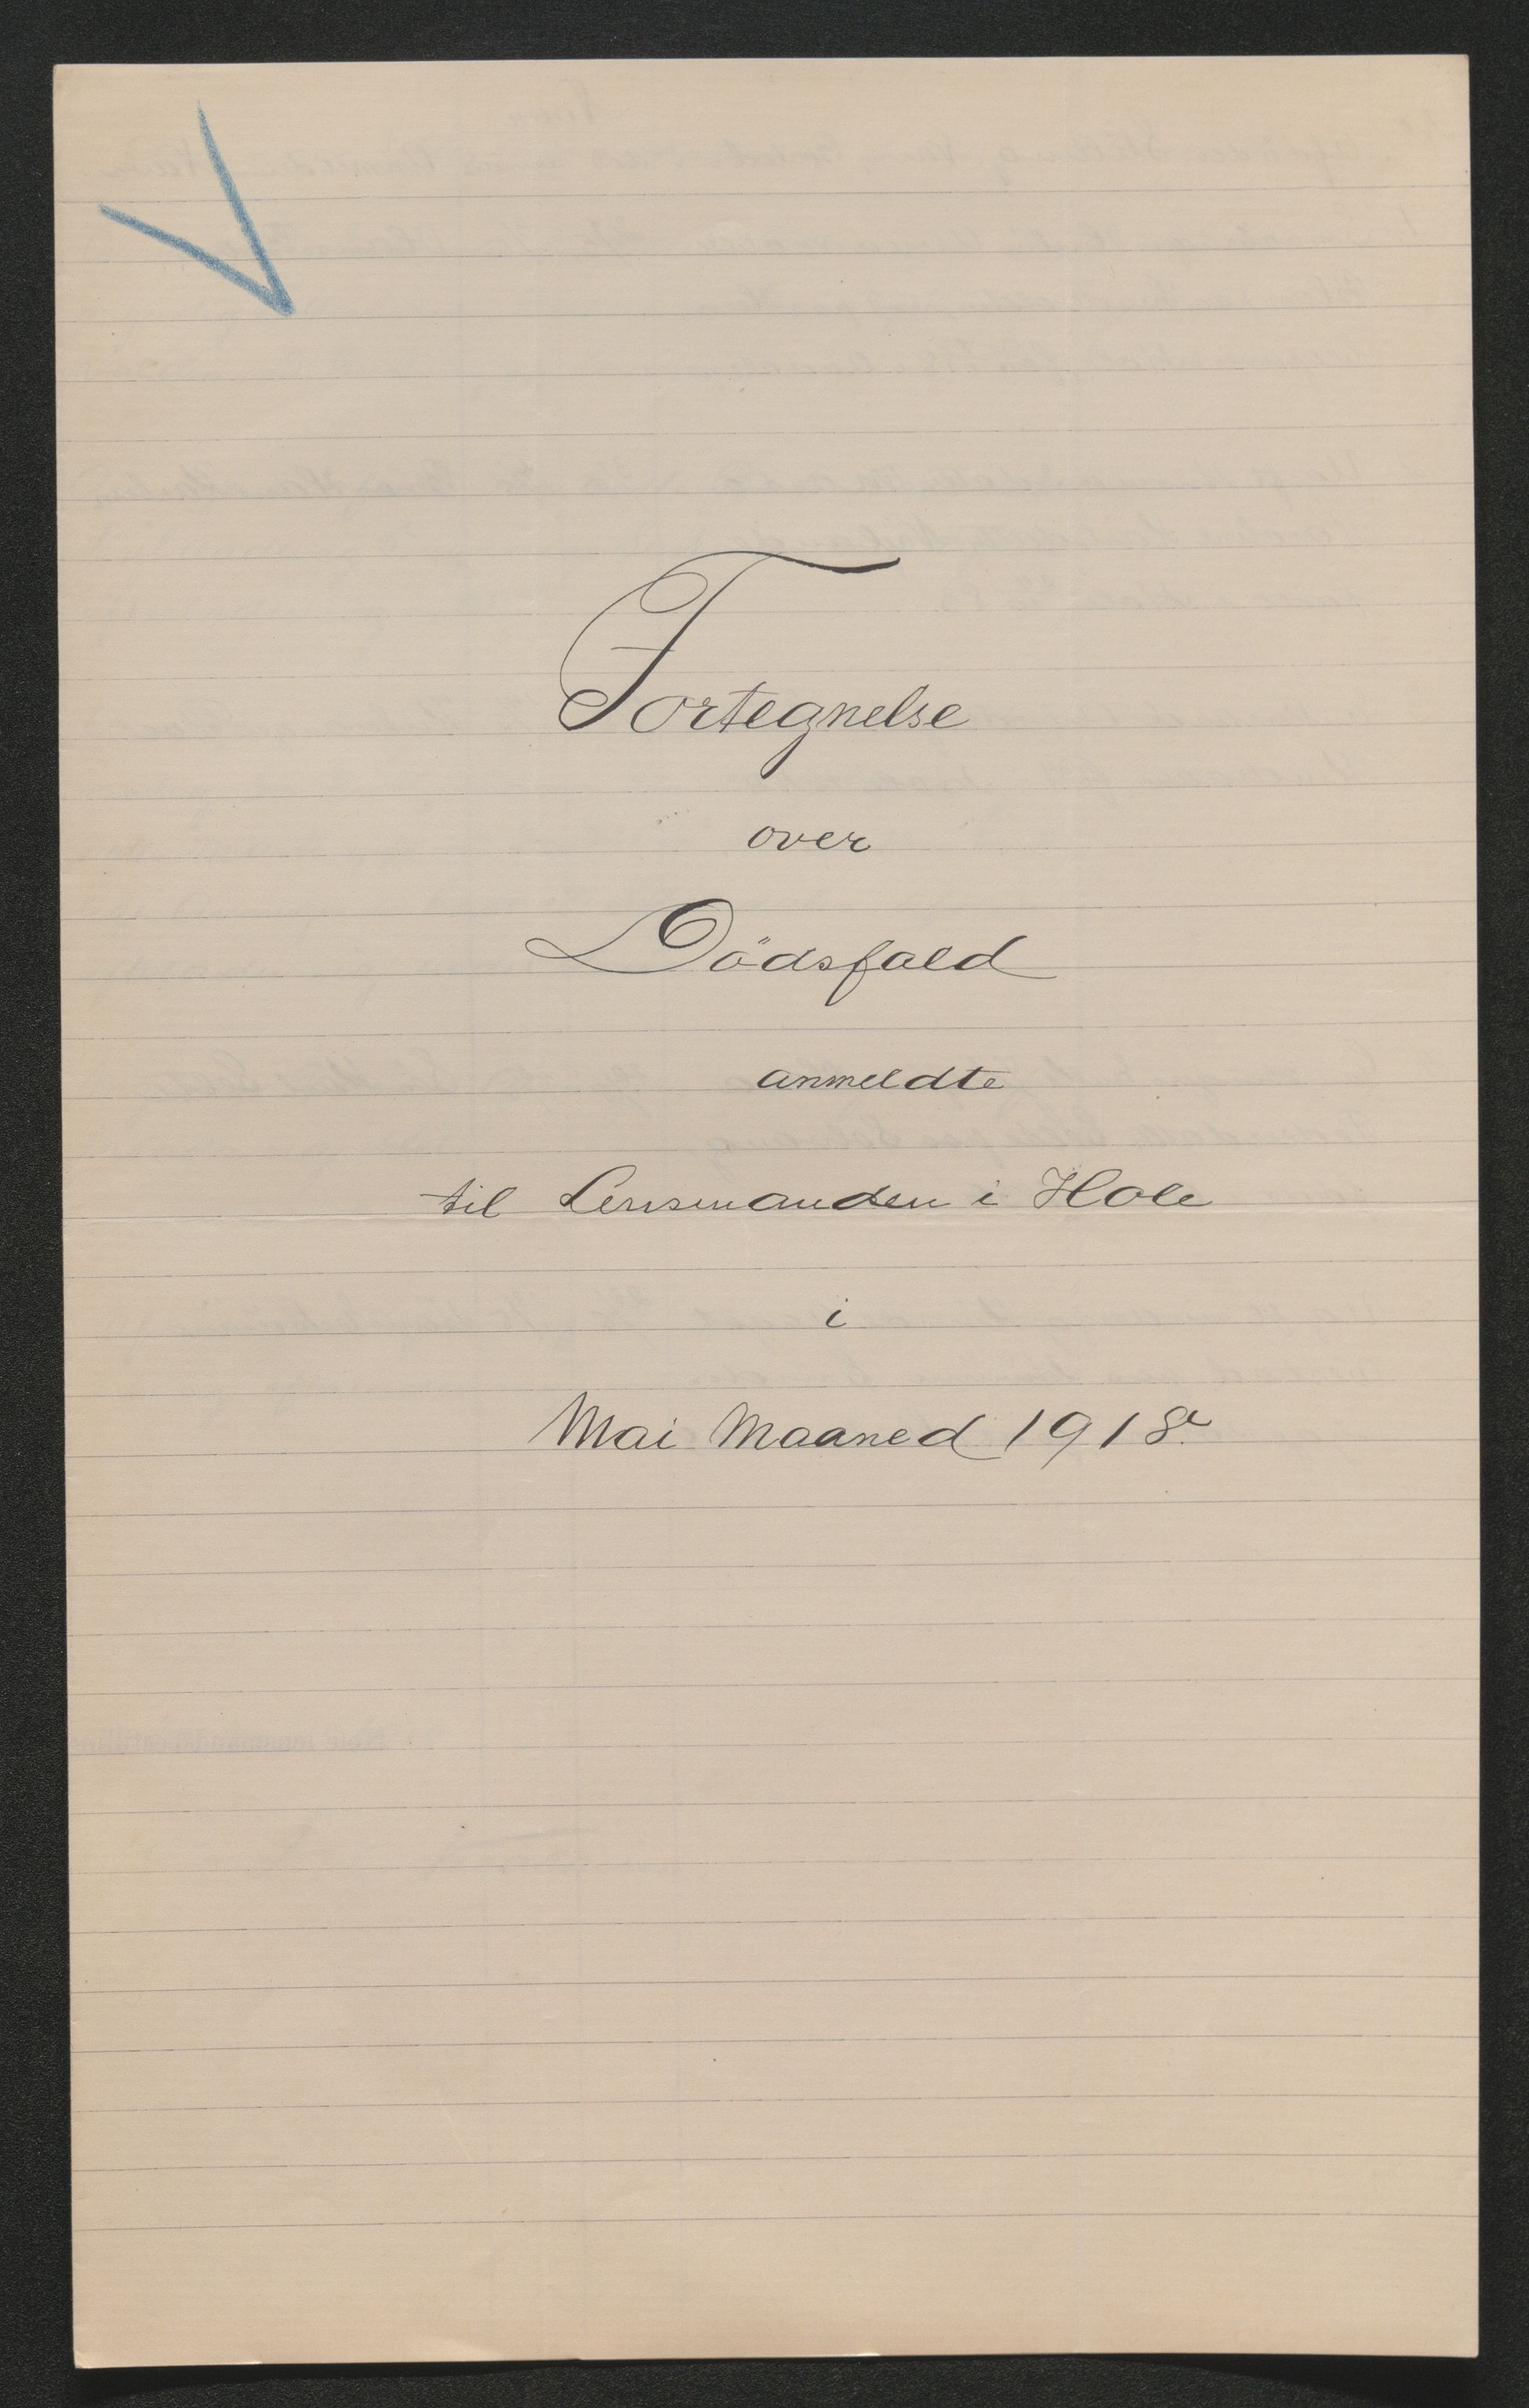 Fortegnelse
over
Dödsfald
anmeldte
til Lensmanden i Hole
i
Mai Maaned 1918.